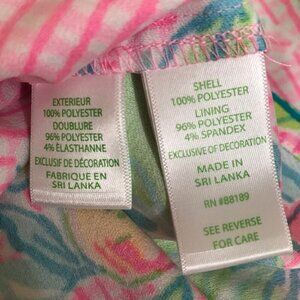 EXTERIEUR
100% POLYESTER
DOUBLURE
96% POLYESTER
4% ÉLASTHANNE
EXCLUSIF DE DÉCORATION
FABRIQUE EN
SRI LANKA
SHELL
100% POLYESTER
LINING
96% POLYESTER
4% SPANDEX
EXCLUSIVE OF DECORATION
MADE IN
SRI LANKA
RN #88189
SEE REVERSE
FOR CARE